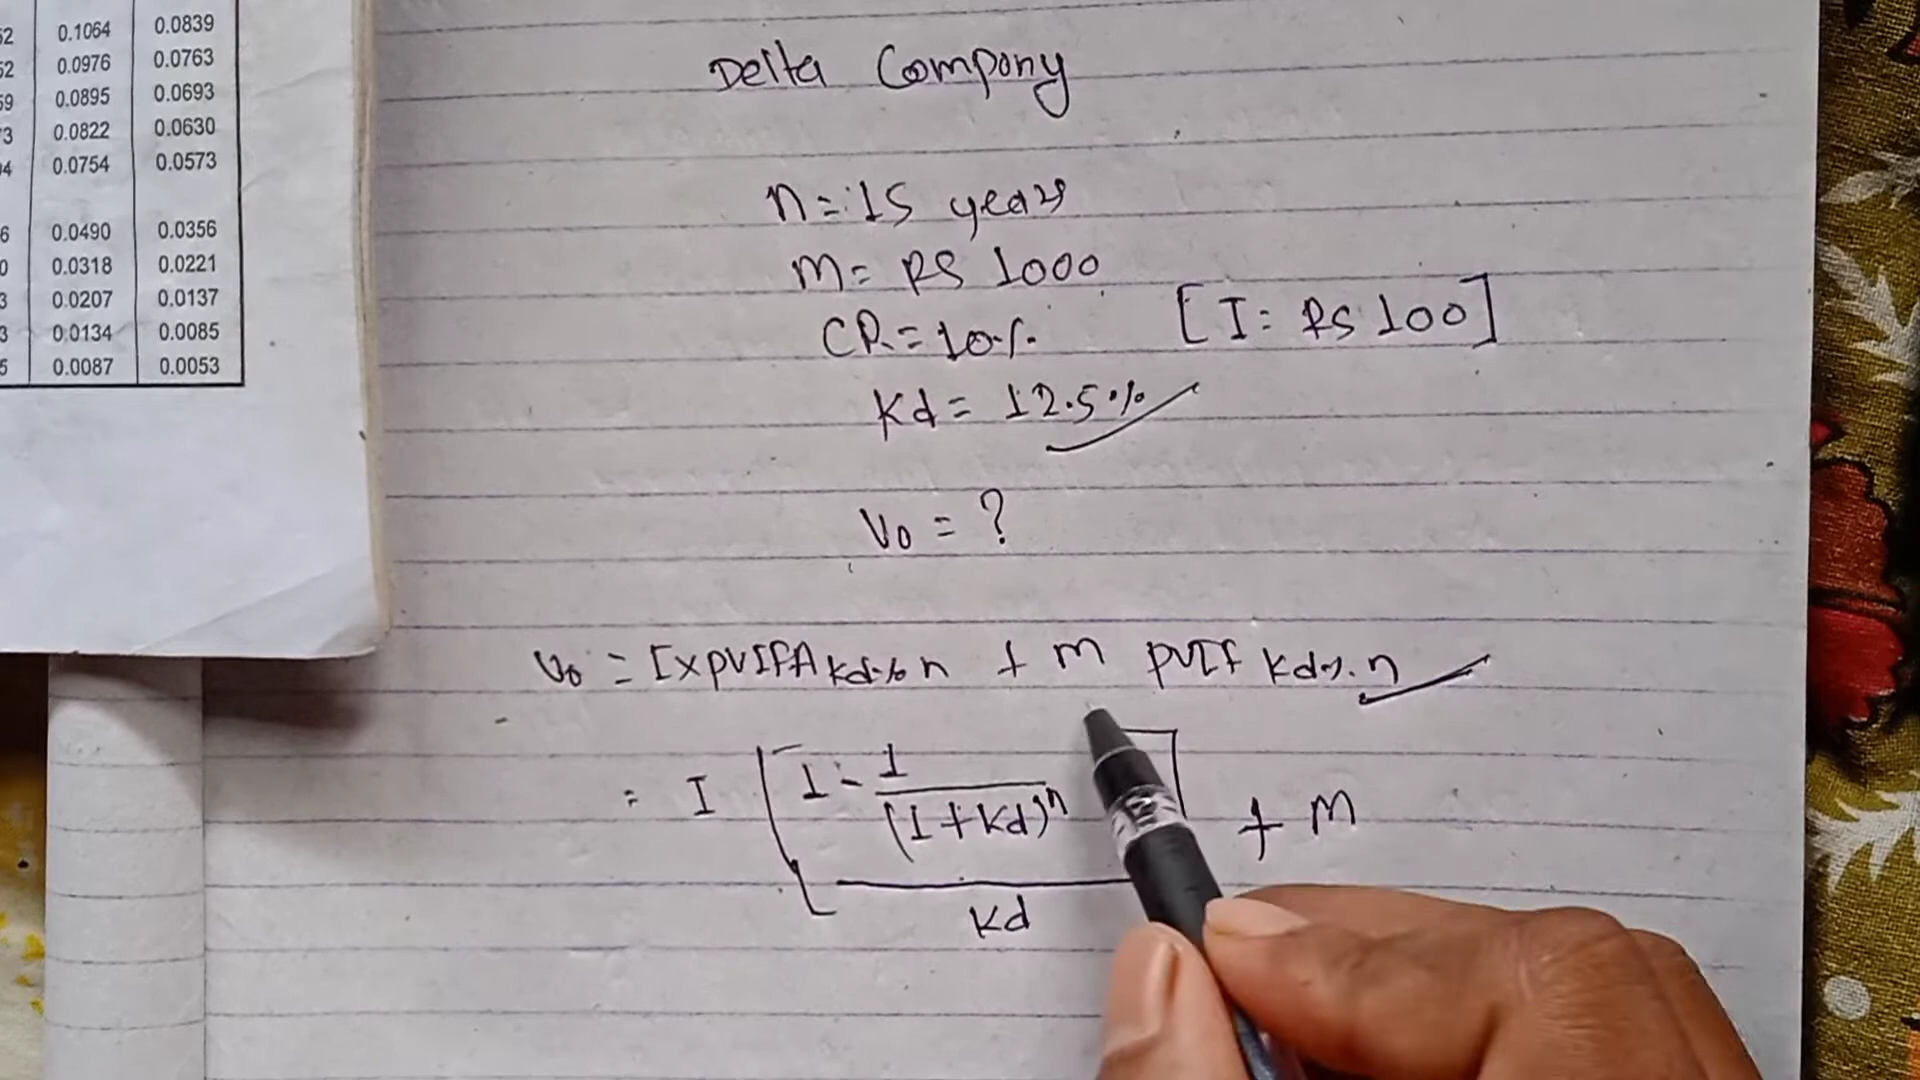 0.1064 0.0839
0.0976 0.0763
0.0895 0.0693
0.0822 0.0630
0.0754 0.0573
0.0490 0.0356
0.0318 0.0221
0.0207 0.0137
0.0134 0.0085
0.0087 0.0053
Delta Company
n = 15 years
m = RS 1000
CR = 10% [I = Rs 100]
Kd = 12.5%
V0 = ?
V0 = I x PVIFA Kd% n + m PVIF Kd%.n
= I [1 - 1
(1 + Kd)^n] + m
Kd